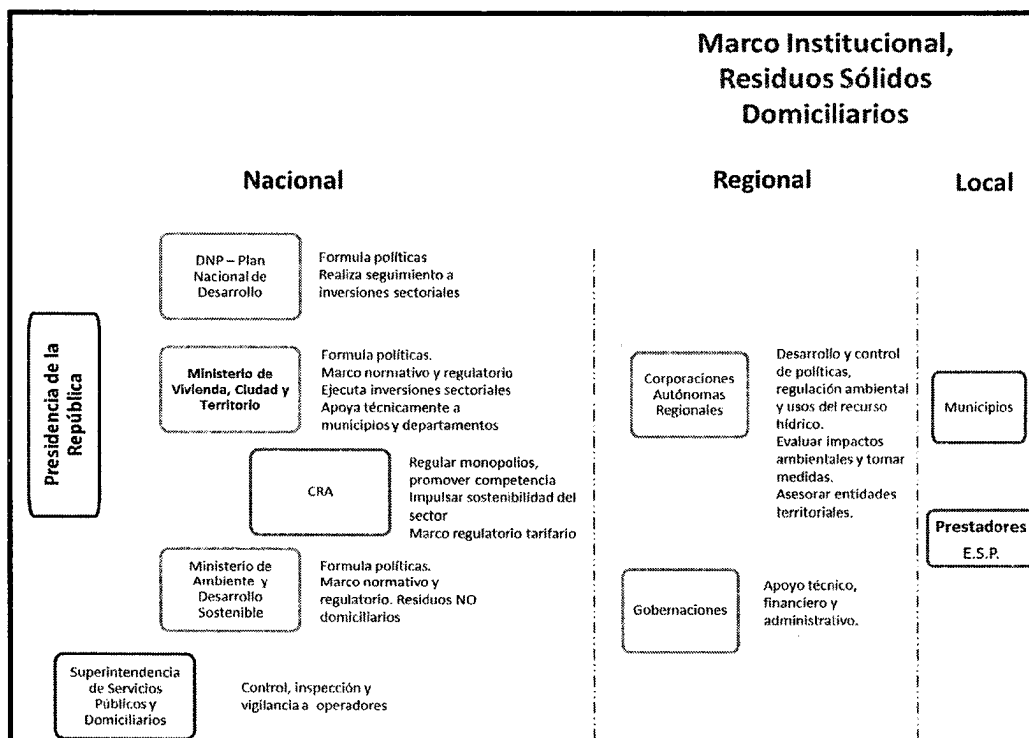 Marco Institucional,
Residuos Sólidos
Domiciliarios
Nacional
Regional
Local
Presidencia de la
República
DNP – Plan
Nacional de
Desarrollo
Formula políticas
Realiza seguimiento a
inversiones sectoriales
Ministerio de
Vivienda, Ciudad y
Territorio
Formula políticas.
Marco normativo y regulatorio
Ejecuta inversiones sectoriales
Apoya técnicamente a
municipios y departamentos
CRA
Regular monopolios,
promover competencia
Impulsar sostenibilidad del
sector
Marco regulatorio tarifario
Ministerio de
Ambiente y
Desarrollo
Sostenible
Formula políticas.
Marco normativo y
regulatorio. Residuos NO
domiciliarios
Superintendencia
de Servicios
Públicos y
Domiciliarios
Control, inspección y
vigilancia a operadores
Corporaciones
Autónomas
Regionales
Desarrollo y control
de políticas,
regulación ambiental
y usos del recurso
hídrico.
Evaluar impactos
ambientales y tomar
medidas.
Asesorar entidades
territoriales.
Gobernaciones
Apoyo técnico,
financiero y
administrativo.
Municipios
Prestadores
E.S.P.